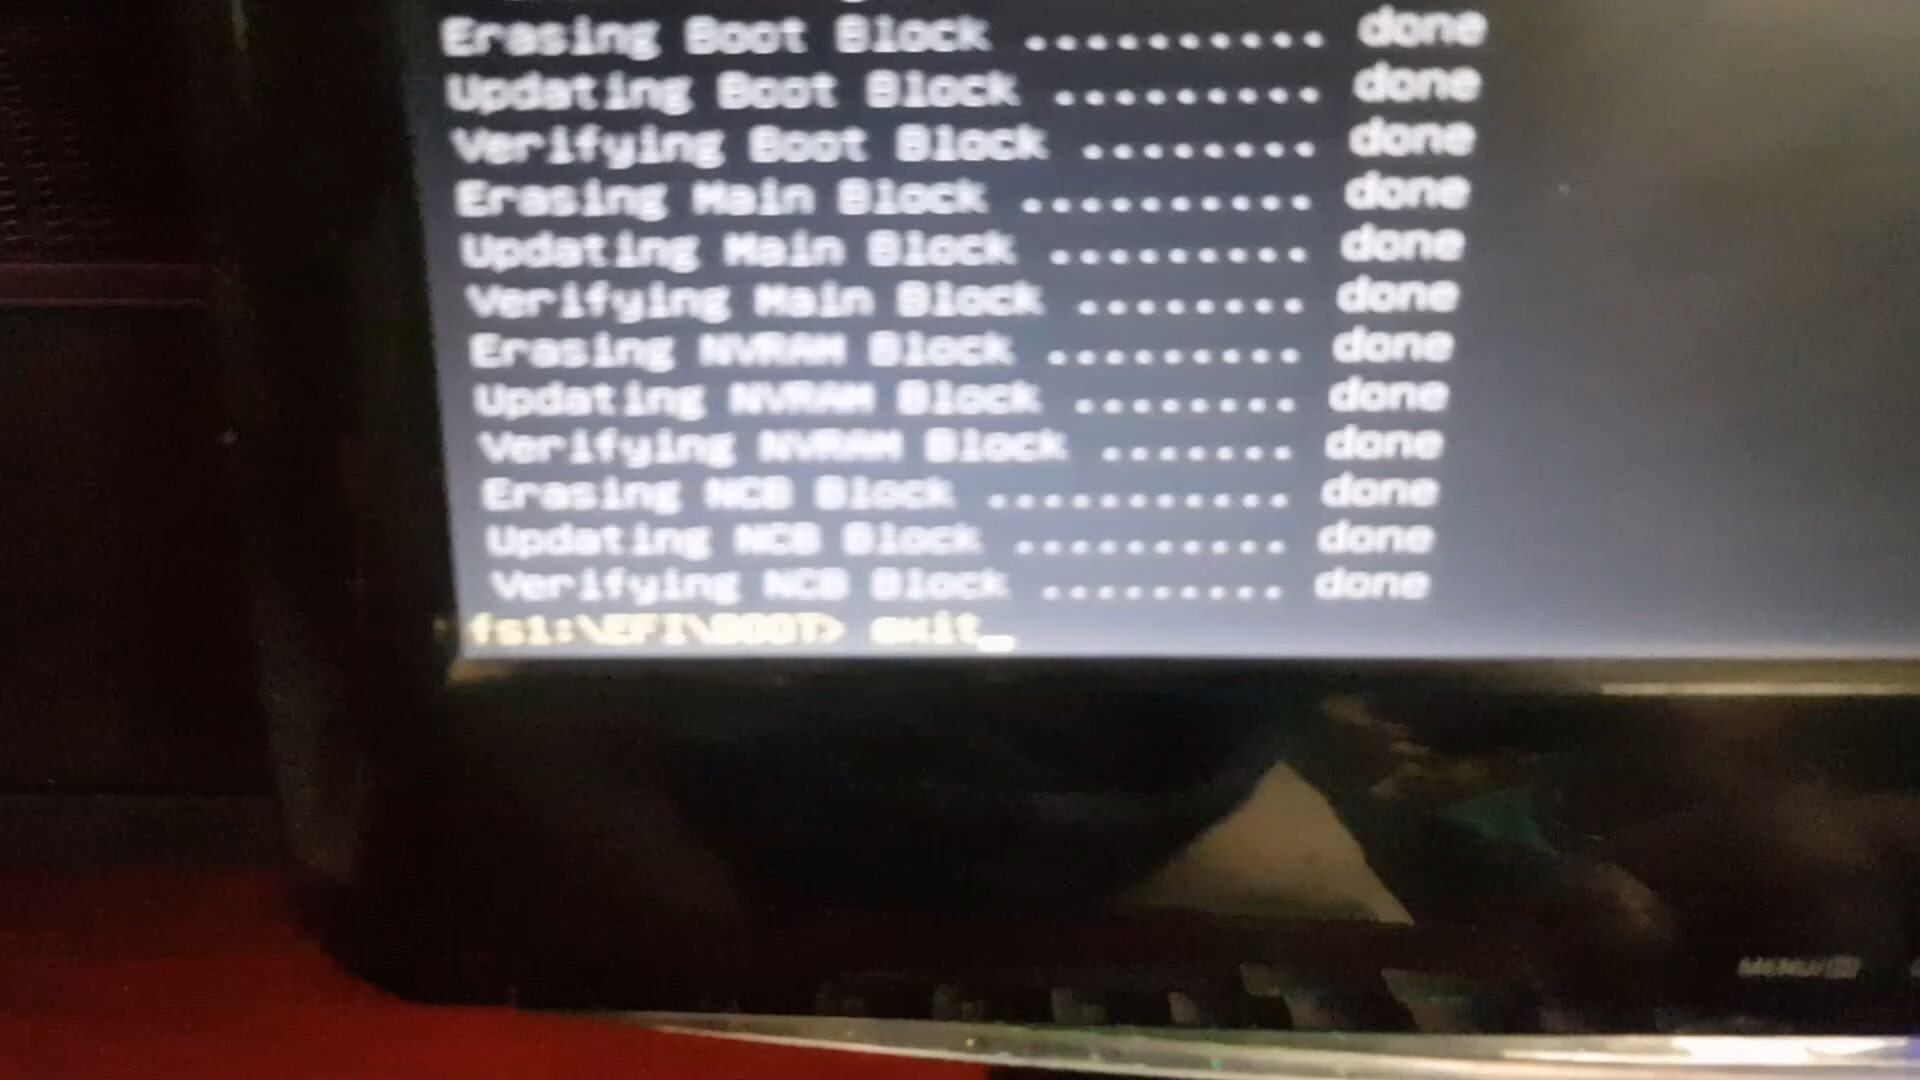 Erasing Boot Block .......... done
Updating Boot Block ......... done
Verifying Boot Block ........ done
Erasing Main Block .......... done
Updating Main Block ......... done
Verifying Main Block ........ done
Erasing NVRAM Block ......... done
Updating NVRAM Block ........ done
Verifying NVRAM Block ....... done
Erasing NCB Block ........... done
Updating NCB Block .......... done
Verifying NCB Block ......... done
fs1:\EFI\BOOT> exit_
MENU